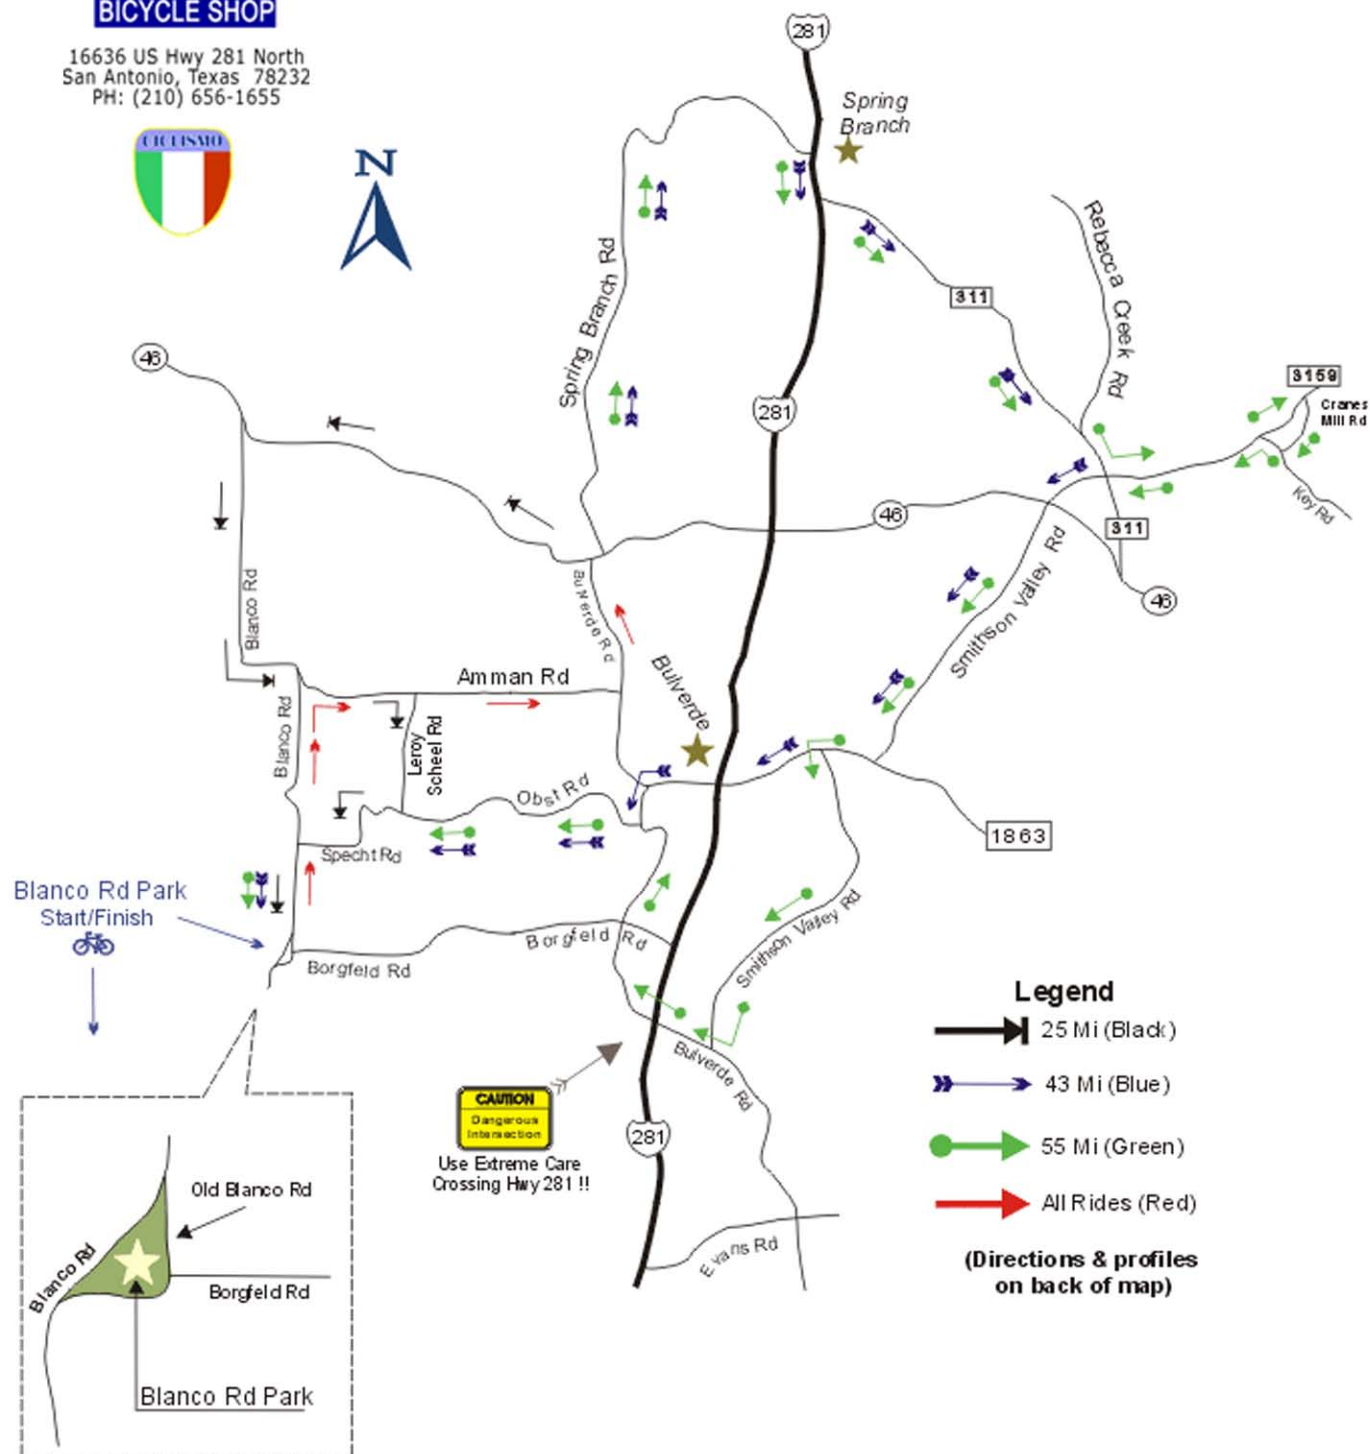 BICYCLE SHOP
16636 US Hwy 281 North
San Antonio, Texas 78232
PH: (210) 656-1655
CICLISMO
N
281
Spring
Branch
Spring Branch Rd
311
Rebecca Creek Rd
3159
Cranes
Mill Rd
Key Rd
46
281
46
311
46
Blanco Rd
Bulverde Rd
Smithson Valley Rd
Amman Rd
Bulverde
Blanco Rd
Leroy
Scheel Rd
Obst Rd
Specht Rd
1863
Blanco Rd Park
Start/Finish
Borgfeld Rd
Borgfeld Rd
Smithson Valley Rd
Bulverde Rd
CAUTION
Dangerous
Intersection
Use Extreme Care
Crossing Hwy 281 !!
281
Evans Rd
Legend
25 Mi (Black)
43 Mi (Blue)
55 Mi (Green)
All Rides (Red)
(Directions & profiles
on back of map)
Old Blanco Rd
Blanco Rd
Borgfeld Rd
Blanco Rd Park